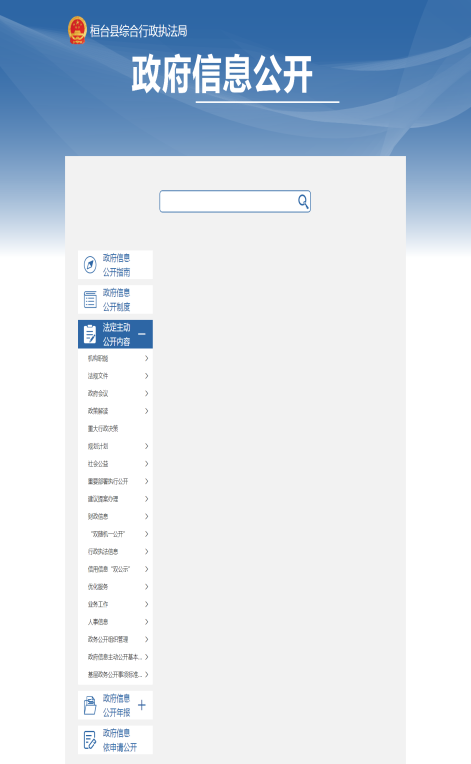 桓台县综合行政执法局
政府信息公开
政府信息
公开指南
政府信息
公开制度
法定主动
公开内容
机构职能
法规文件
政府会议
政策解读
重大行政决策
规划计划
社会公益
重要部署执行公开
建议提案办理
财政信息
“双随机一公开”
行政执法信息
信用信息“双公示”
优化服务
业务工作
人事信息
政务公开组织管理
政府信息主动公开基本...
基层政务公开事项标准...
政府信息
公开年报
政府信息
依申请公开